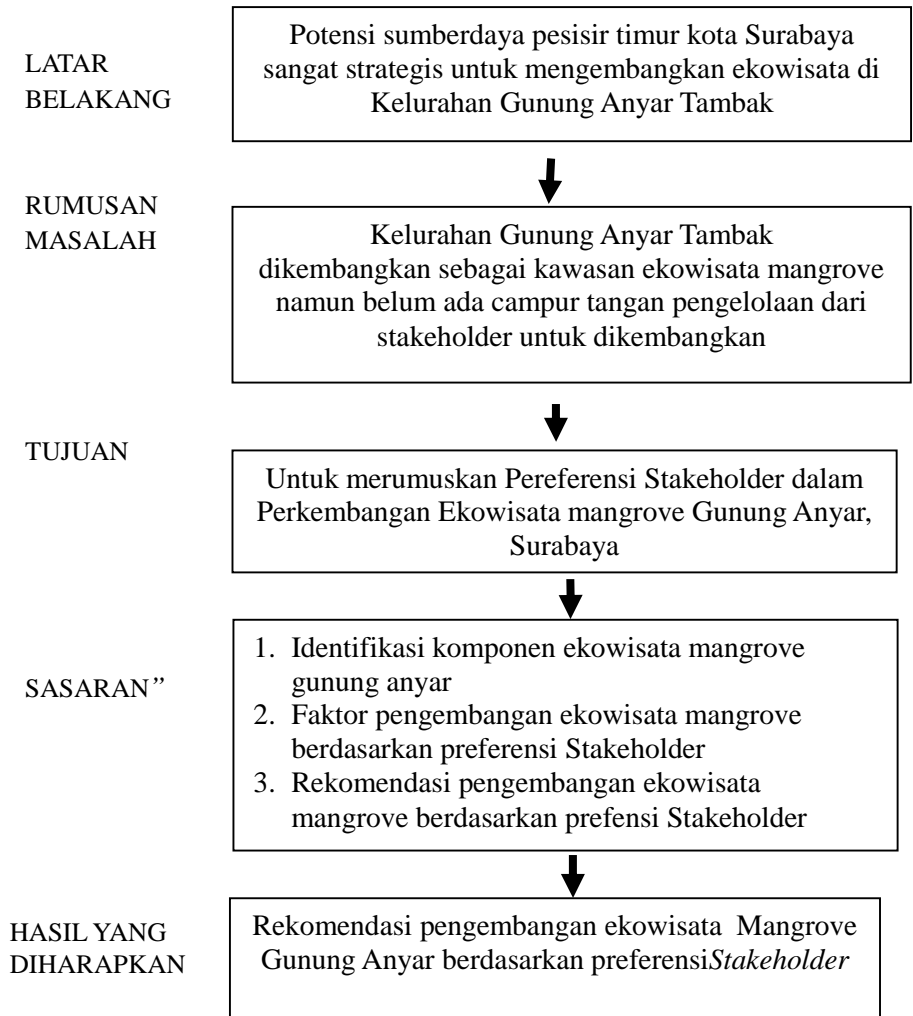 LATAR
BELAKANG
Potensi sumberdaya pesisir timur kota Surabaya
sangat strategis untuk mengembangkan ekowisata di
Kelurahan Gunung Anyar Tambak
RUMUSAN
MASALAH
Kelurahan Gunung Anyar Tambak
dikembangkan sebagai kawasan ekowisata mangrove
namun belum ada campur tangan pengelolaan dari
stakeholder untuk dikembangkan
TUJUAN
Untuk merumuskan Pereferensi Stakeholder dalam
Perkembangan Ekowisata mangrove Gunung Anyar,
Surabaya
SASARAN”
1. Identifikasi komponen ekowisata mangrove
gunung anyar
2. Faktor pengembangan ekowisata mangrove
berdasarkan preferensi Stakeholder
3. Rekomendasi pengembangan ekowisata
mangrove berdasarkan prefensi Stakeholder
HASIL YANG
DIHARAPKAN
Rekomendasi pengembangan ekowisata Mangrove
Gunung Anyar berdasarkan preferensiStakeholder